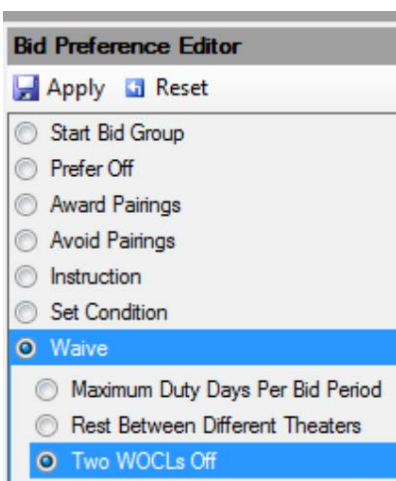 Bid Preference Editor
Apply Reset
Start Bid Group
Prefer Off
Award Pairings
Avoid Pairings
Instruction
Set Condition
Waive
Maximum Duty Days Per Bid Period
Rest Between Different Theaters
Two WOCLs Off